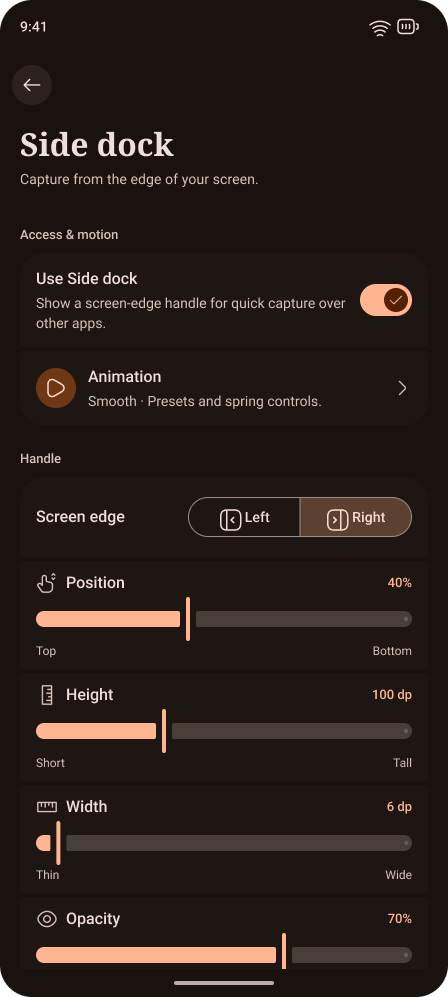 9:41
Side dock
Capture from the edge of your screen.
Access & motion
Use Side dock
Show a screen-edge handle for quick capture over
other apps.
Animation
Smooth · Presets and spring controls.
Handle
Screen edge
Left
Right
Position
40%
Top
Bottom
Height
100 dp
Short
Tall
Width
6 dp
Thin
Wide
Opacity
70%